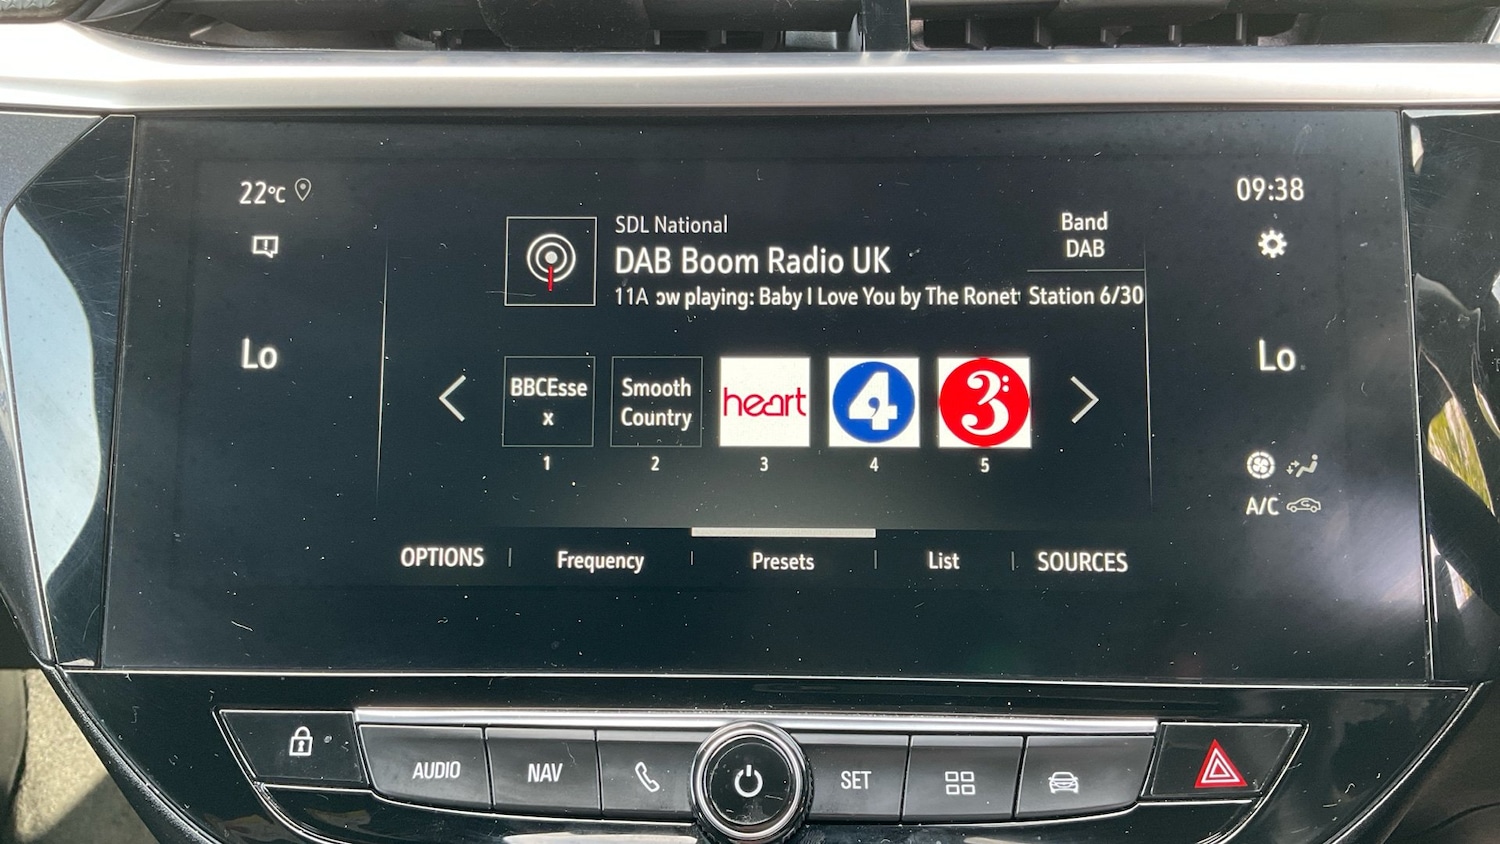 22°C
09:38
SDL National
DAB Boom Radio UK
11A ow playing: Baby I Love You by The Ronet
Band
DAB
Station 6/30
Lo
Lo
BBCEsse
x
Smooth
Country
heart
4
3
1
2
3
4
5
A/C
OPTIONS
Frequency
Presets
List
SOURCES
AUDIO
NAV
SET